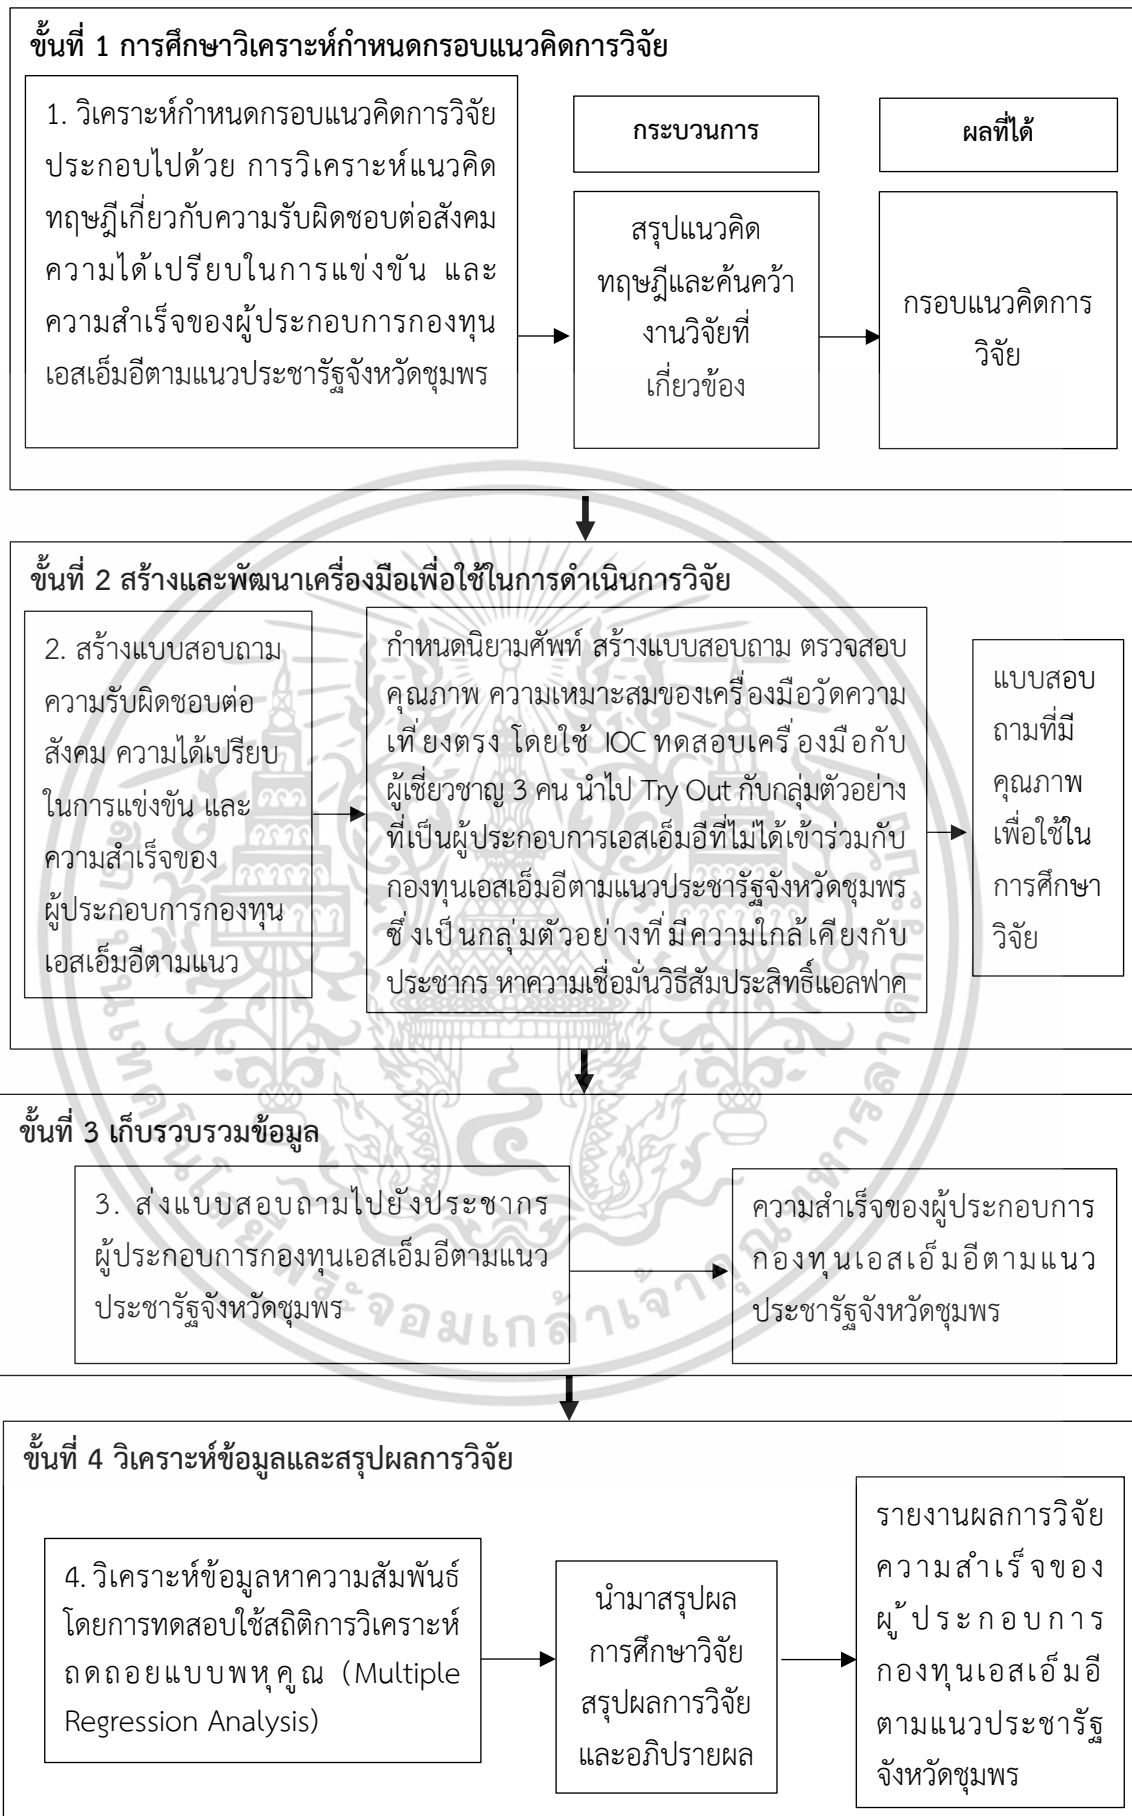 ขั้นที่ 1 การศึกษาวิเคราะห์กำหนดกรอบแนวคิดการวิจัย
1. วิเคราะห์กำหนดกรอบแนวคิดการวิจัย
ประกอบไปด้วย การวิเคราะห์แนวคิด
ทฤษฎีเกี่ยวกับความรับผิดชอบต่อสังคม
ความได้เปรียบในการแข่งขัน และ
ความสำเร็จของผู้ประกอบการกองทุน
เอสเอ็มอีตามแนวประชารัฐจังหวัดชุมพร
กระบวนการ
สรุปแนวคิด
ทฤษฎีและค้นคว้า
งานวิจัยที่
เกี่ยวข้อง
ผลที่ได้
กรอบแนวคิดการ
วิจัย
ขั้นที่ 2 สร้างและพัฒนาเครื่องมือเพื่อใช้ในการดำเนินการวิจัย
2. สร้างแบบสอบถาม
ความรับผิดชอบต่อ
สังคม ความได้เปรียบ
ในการแข่งขัน และ
ความสำเร็จของ
ผู้ประกอบการกองทุน
เอสเอ็มอีตามแนว
กำหนดนิยามศัพท์ สร้างแบบสอบถาม ตรวจสอบ
คุณภาพ ความเหมาะสมของเครื่องมือวัดความ
เที่ยงตรง โดยใช้ IOC ทดสอบเครื่องมือกับ
ผู้เชี่ยวชาญ 3 คน นำไป Try Out กับกลุ่มตัวอย่าง
ที่เป็นผู้ประกอบการเอสเอ็มอีที่ไม่ได้เข้าร่วมกับ
กองทุนเอสเอ็มอีตามแนวประชารัฐจังหวัดชุมพร
ซึ่งเป็นกลุ่มตัวอย่างที่มีความใกล้เคียงกับ
ประชากร หาความเชื่อมั่นวิธีสัมประสิทธิ์แอลฟาค
แบบสอบ
ถามที่มี
คุณภาพ
เพื่อใช้ใน
การศึกษา
วิจัย
ขั้นที่ 3 เก็บรวบรวมข้อมูล
3. ส่งแบบสอบถามไปยังประชากร
ผู้ประกอบการกองทุนเอสเอ็มอีตามแนว
ประชารัฐจังหวัดชุมพร
ความสำเร็จของผู้ประกอบการ
กองทุนเอสเอ็มอีตามแนว
ประชารัฐจังหวัดชุมพร
ขั้นที่ 4 วิเคราะห์ข้อมูลและสรุปผลการวิจัย
4. วิเคราะห์ข้อมูลหาความสัมพันธ์
โดยการทดสอบใช้สถิติการวิเคราะห์
ถดถอยแบบพหุคูณ (Multiple
Regression Analysis)
นำมาสรุปผล
การศึกษาวิจัย
สรุปผลการวิจัย
และอภิปรายผล
รายงานผลการวิจัย
ความสำเร็จของ
ผู้ประกอบการ
กองทุนเอสเอ็มอี
ตามแนวประชารัฐ
จังหวัดชุมพร
พระจอมเกล้าเจ้าคุณทหารลาดกระบัง